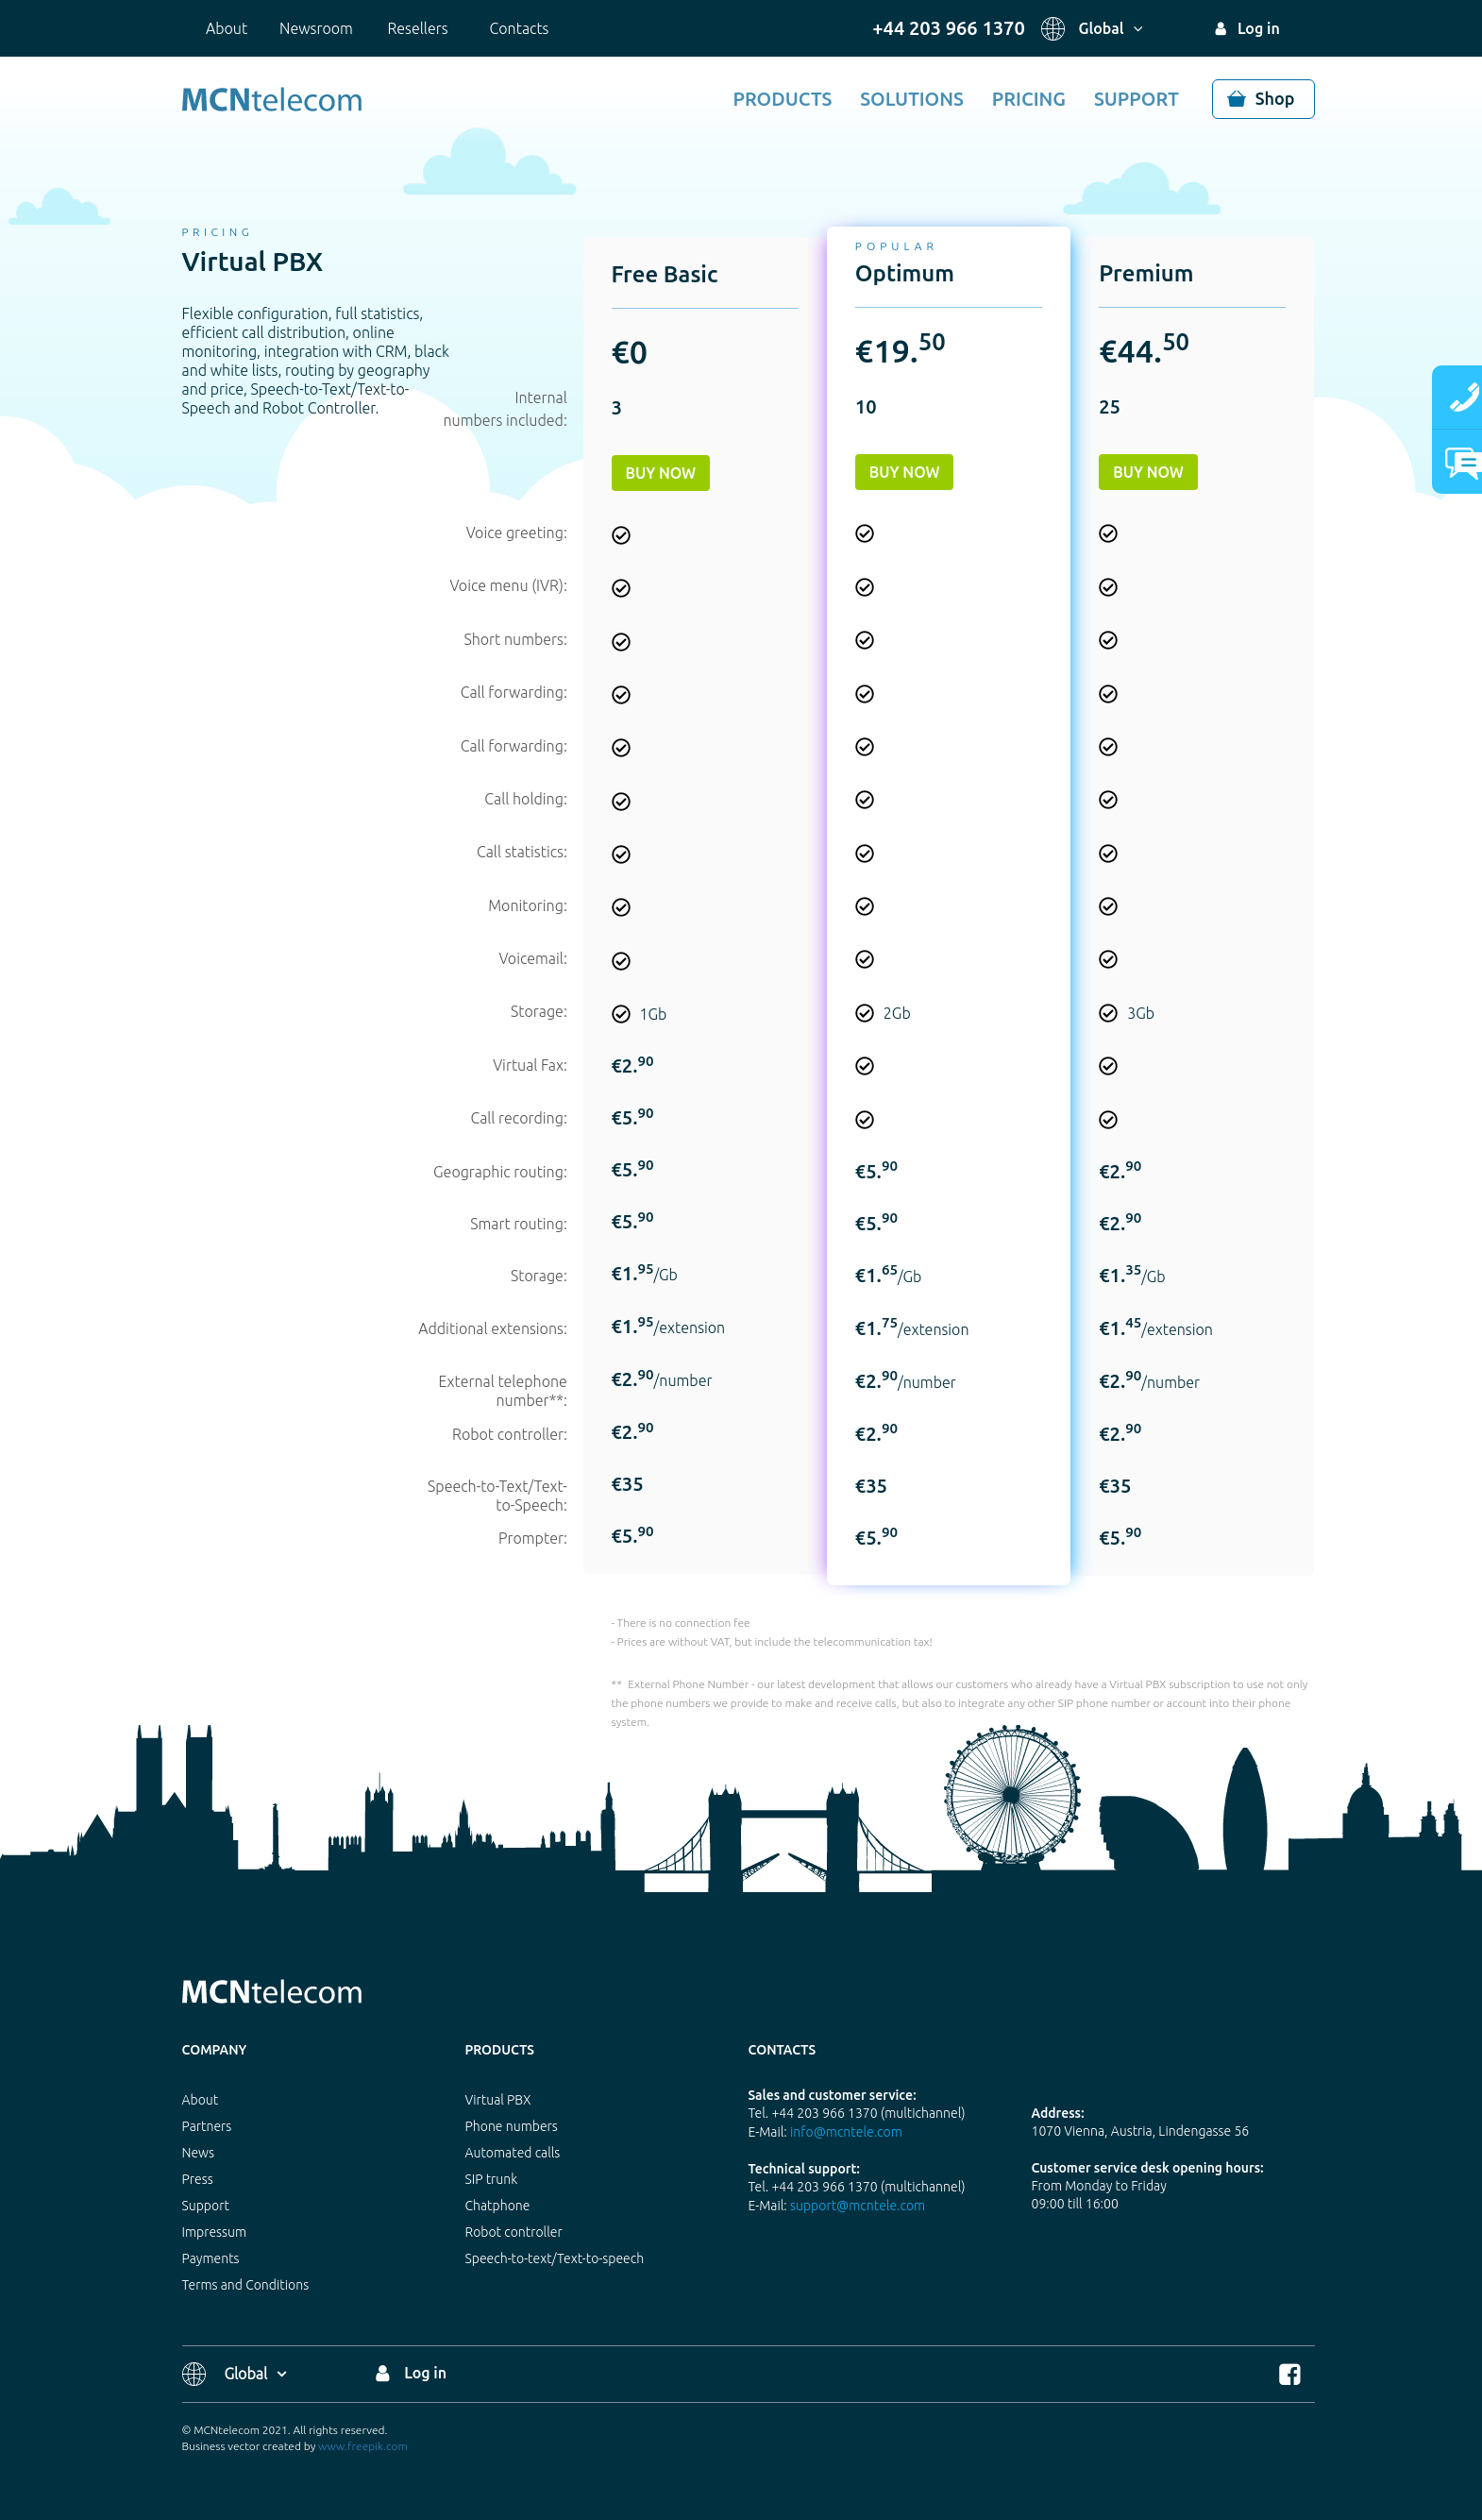 About Newsroom Resellers Contacts +44 203 966 1370 Global Log in
MCNtelecom PRODUCTS SOLUTIONS PRICING SUPPORT Shop
PRICING
Virtual PBX
Flexible configuration, full statistics,
efficient call distribution, online
monitoring, integration with CRM, black
and white lists, routing by geography
and price, Speech-to-Text/Text-to-
Speech and Robot Controller.
POPULAR
Free Basic Optimum Premium
€0 €19.50 €44.50
Internal
numbers included: 3 10 25
BUY NOW BUY NOW BUY NOW
Voice greeting:
Voice menu (IVR):
Short numbers:
Call forwarding:
Call forwarding:
Call holding:
Call statistics:
Monitoring:
Voicemail:
Storage: 1Gb 2Gb 3Gb
Virtual Fax: €2.90
Call recording: €5.90
Geographic routing: €5.90 €5.90 €2.90
Smart routing: €5.90 €5.90 €2.90
Storage: €1.95/Gb €1.65/Gb €1.35/Gb
Additional extensions: €1.95/extension €1.75/extension €1.45/extension
External telephone
number**: €2.90/number €2.90/number €2.90/number
Robot controller: €2.90 €2.90 €2.90
Speech-to-Text/Text-
to-Speech: €35 €35 €35
Prompter: €5.90 €5.90 €5.90
- There is no connection fee
- Prices are without VAT, but include the telecommunication tax!
** External Phone Number - our latest development that allows our customers who already have a Virtual PBX subscription to use not only
the phone numbers we provide to make and receive calls, but also to integrate any other SIP phone number or account into their phone
system.
MCNtelecom
COMPANY
About
Partners
News
Press
Support
Impressum
Payments
Terms and Conditions
PRODUCTS
Virtual PBX
Phone numbers
Automated calls
SIP trunk
Chatphone
Robot controller
Speech-to-text/Text-to-speech
CONTACTS
Sales and customer service:
Tel. +44 203 966 1370 (multichannel)
E-Mail: info@mcntele.com
Technical support:
Tel. +44 203 966 1370 (multichannel)
E-Mail: support@mcntele.com
Address:
1070 Vienna, Austria, Lindengasse 56
Customer service desk opening hours:
From Monday to Friday
09:00 till 16:00
Global Log in
© MCNtelecom 2021. All rights reserved.
Business vector created by www.freepik.com